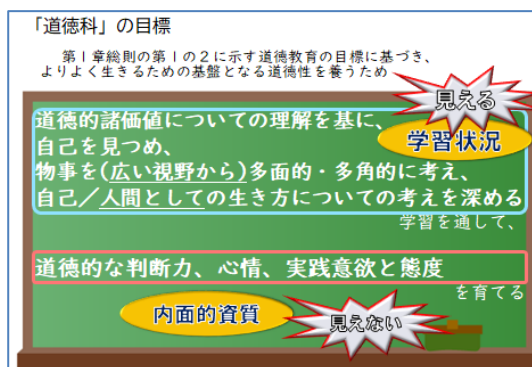 「道徳科」の目標
第１章総則の第１の２に示す道徳教育の目標に基づき、
よりよく生きるための基盤となる道徳性を養うため
見える
学習状況
道徳的諸価値についての理解を基に、
自己を見つめ、
物事を(広い視野から)多面的・多角的に考え、
自己／人間としての生き方についての考えを深める
学習を通して、
道徳的な判断力、心情、実践意欲と態度
を育てる
内面的資質
見えない